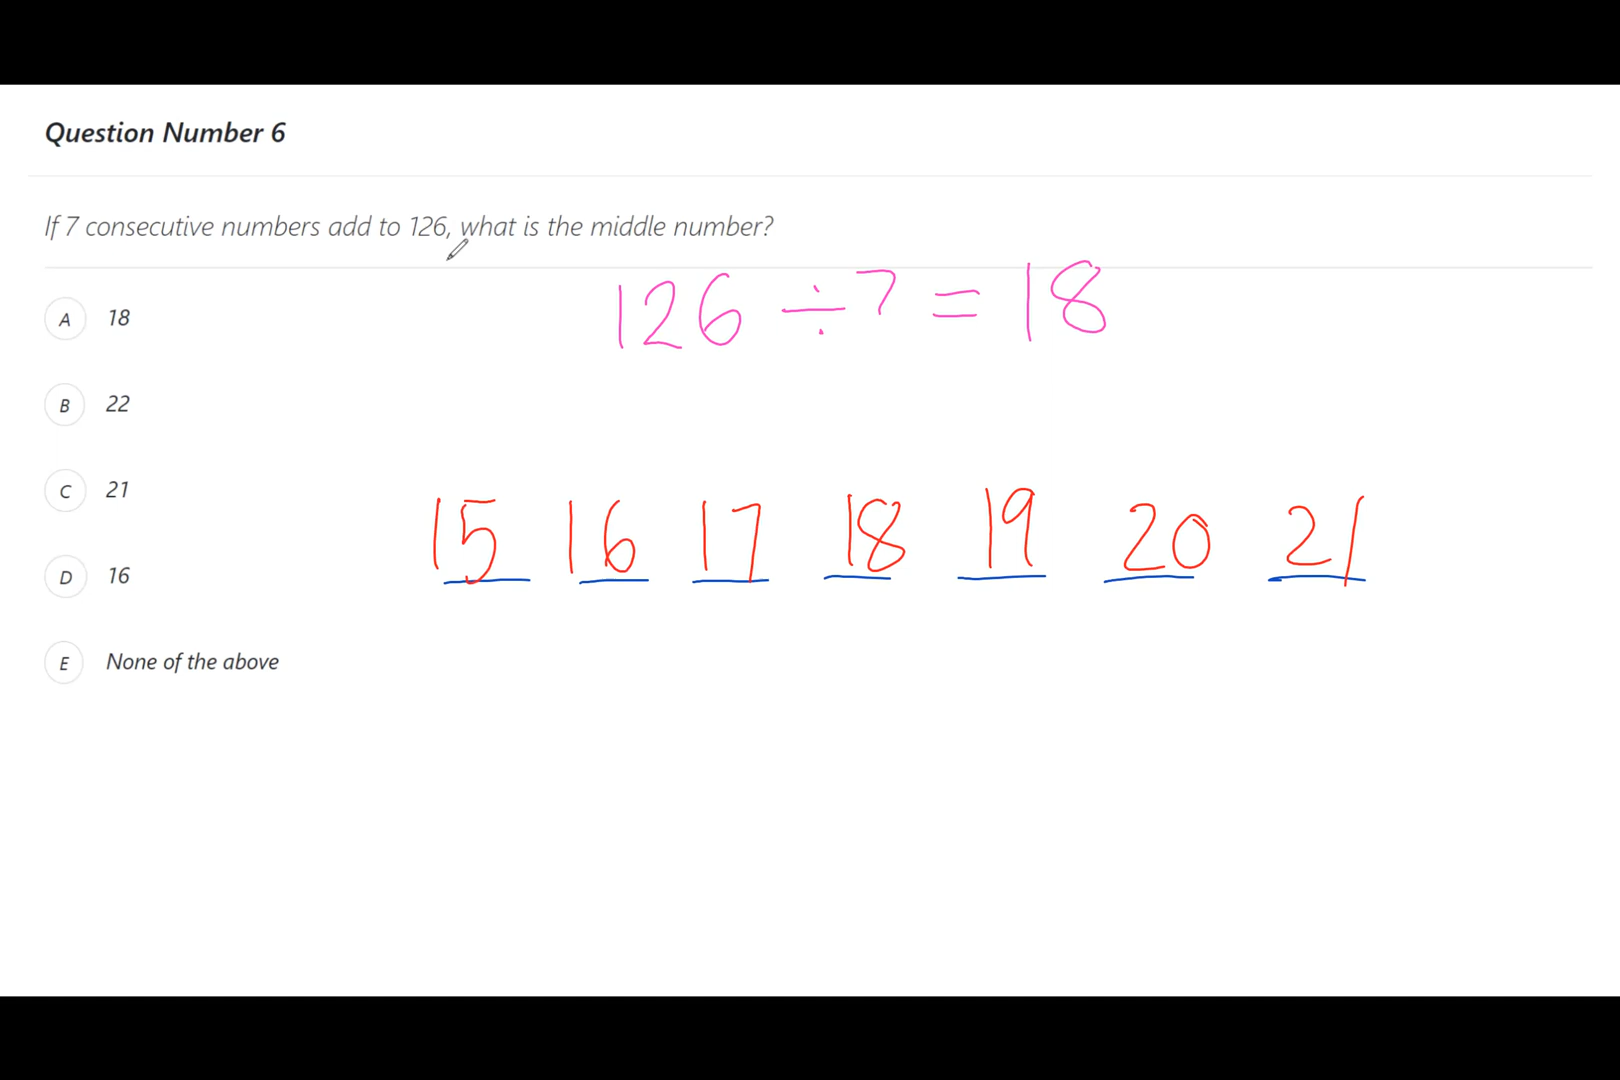 Question Number 6
If 7 consecutive numbers add to 126, what is the middle number?
126 ÷ 7 = 18
A 18
B 22
C 21
15 16 17 18 19 20 21
D 16
E None of the above